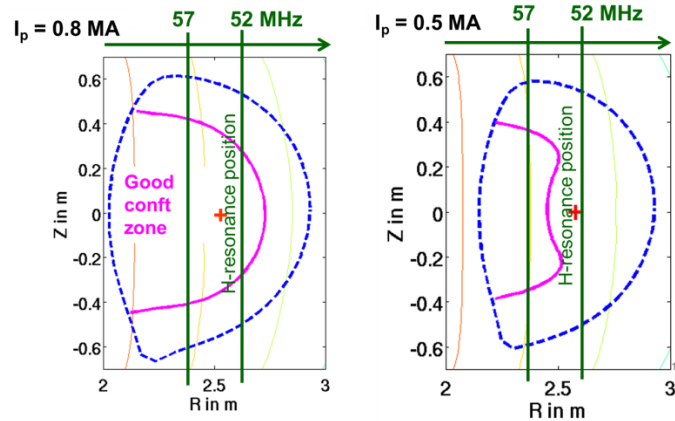 I_p = 0.8 MA
57
52 MHz
0.6
0.4
0.2
0
-0.2
-0.4
-0.6
Z in m
Good
conft
zone
H-resonance position
2
2.5
3
R in m
I_p = 0.5 MA
57
52 MHz
0.6
0.4
0.2
0
-0.2
-0.4
-0.6
Z in m
H-resonance position
2
2.5
3
R in m